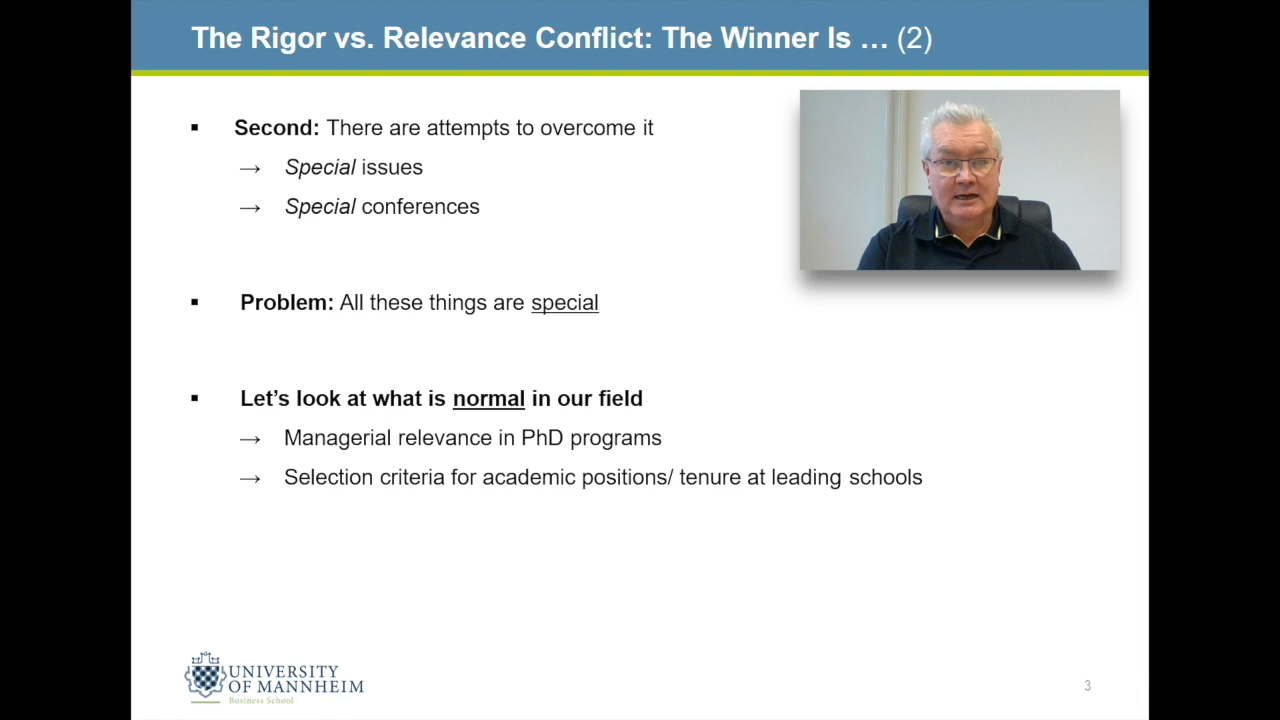 The Rigor vs. Relevance Conflict: The Winner Is … (2)
▪ Second: There are attempts to overcome it
→ Special issues
→ Special conferences
▪ Problem: All these things are special
▪ Let’s look at what is normal in our field
→ Managerial relevance in PhD programs
→ Selection criteria for academic positions/ tenure at leading schools
UNIVERSITY
OF MANNHEIM
Business School
3